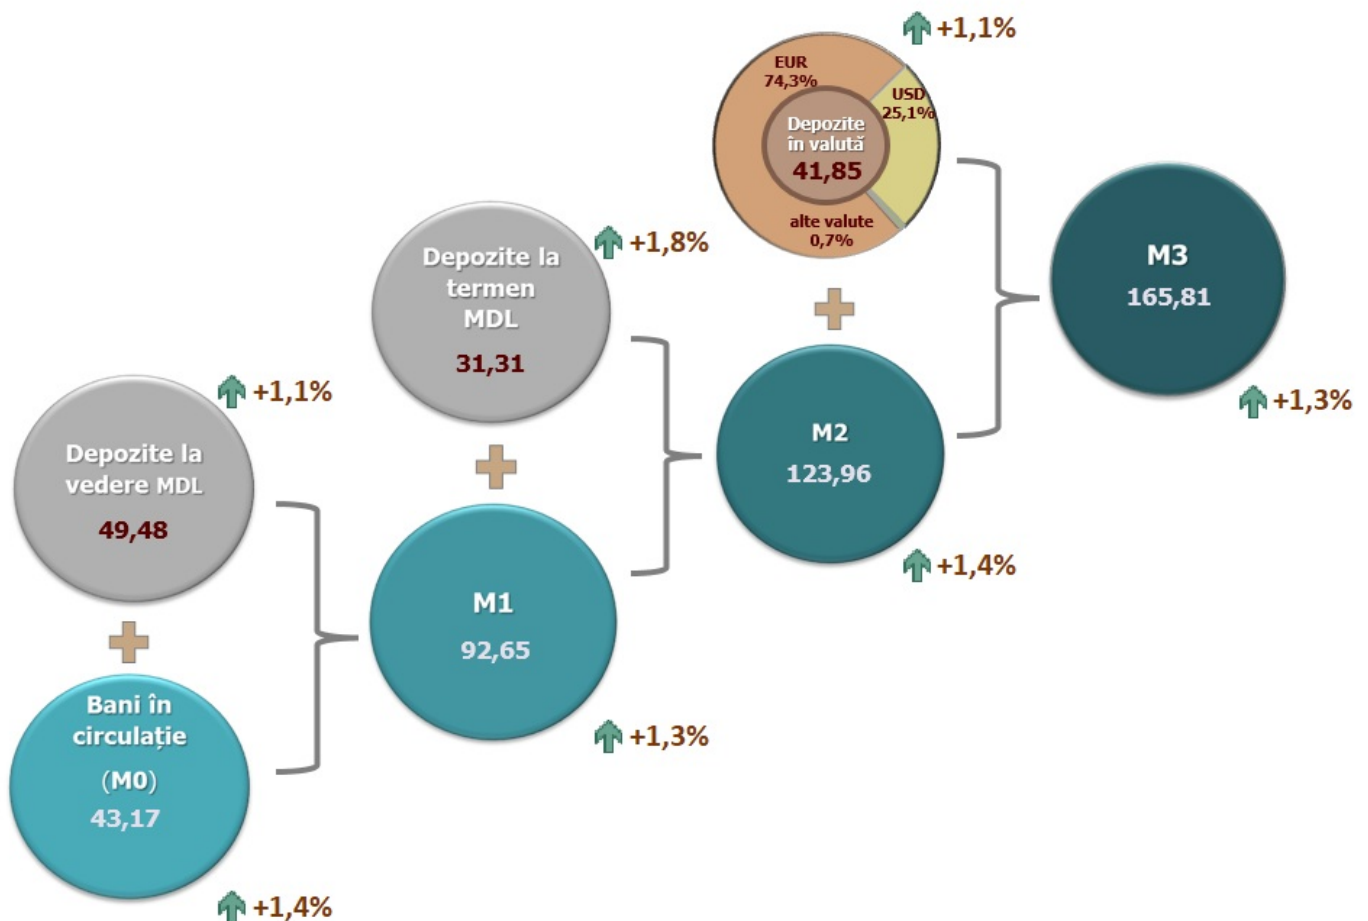 +1,1%
EUR
74,3%
USD
25,1%
Depozite
în valută
41,85
alte valute
0,7%
Depozite la
termen
MDL
31,31
+1,8%
M3
165,81
+1,3%
Depozite la
vedere MDL
49,48
+1,1%
M2
123,96
+1,4%
M1
92,65
+1,3%
Bani în
circulație
(M0)
43,17
+1,4%